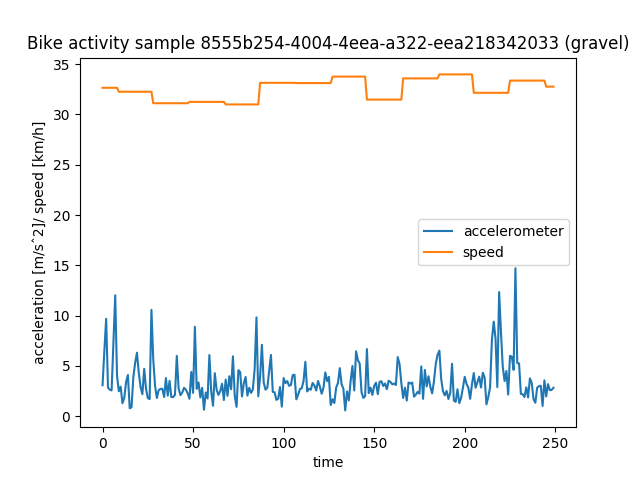 Bike activity sample 8555b254-4004-4eea-a322-eea218342033 (gravel)
35
30
25
20
15
10
5
0
acceleration [m/s^2]/ speed [km/h]
accelerometer
speed
0 50 100 150 200 250
time